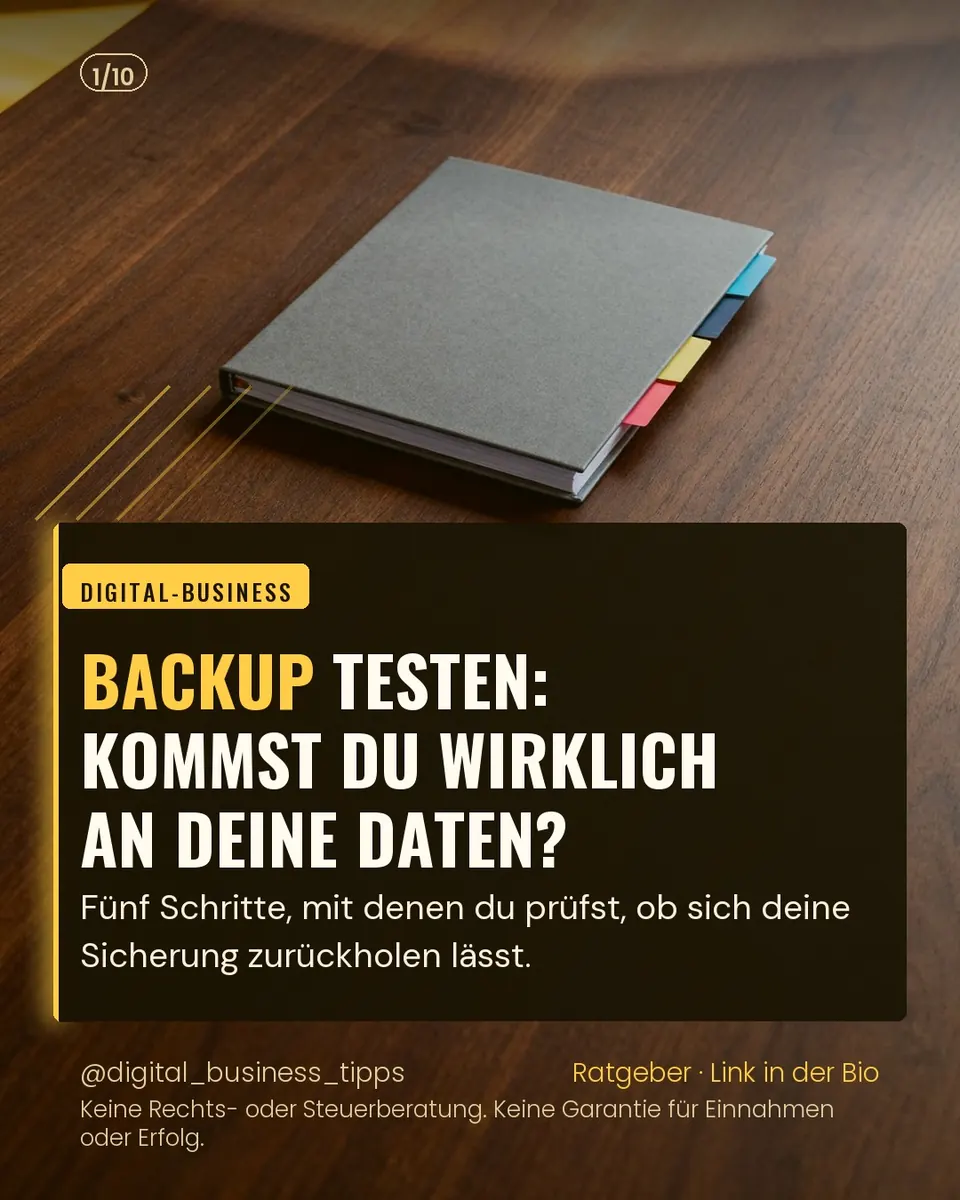 1/10
DIGITAL-BUSINESS
BACKUP TESTEN:
KOMMST DU WIRKLICH
AN DEINE DATEN?
Fünf Schritte, mit denen du prüfst, ob sich deine
Sicherung zurückholen lässt.
@digital_business_tipps
Ratgeber · Link in der Bio
Keine Rechts- oder Steuerberatung. Keine Garantie für Einnahmen
oder Erfolg.